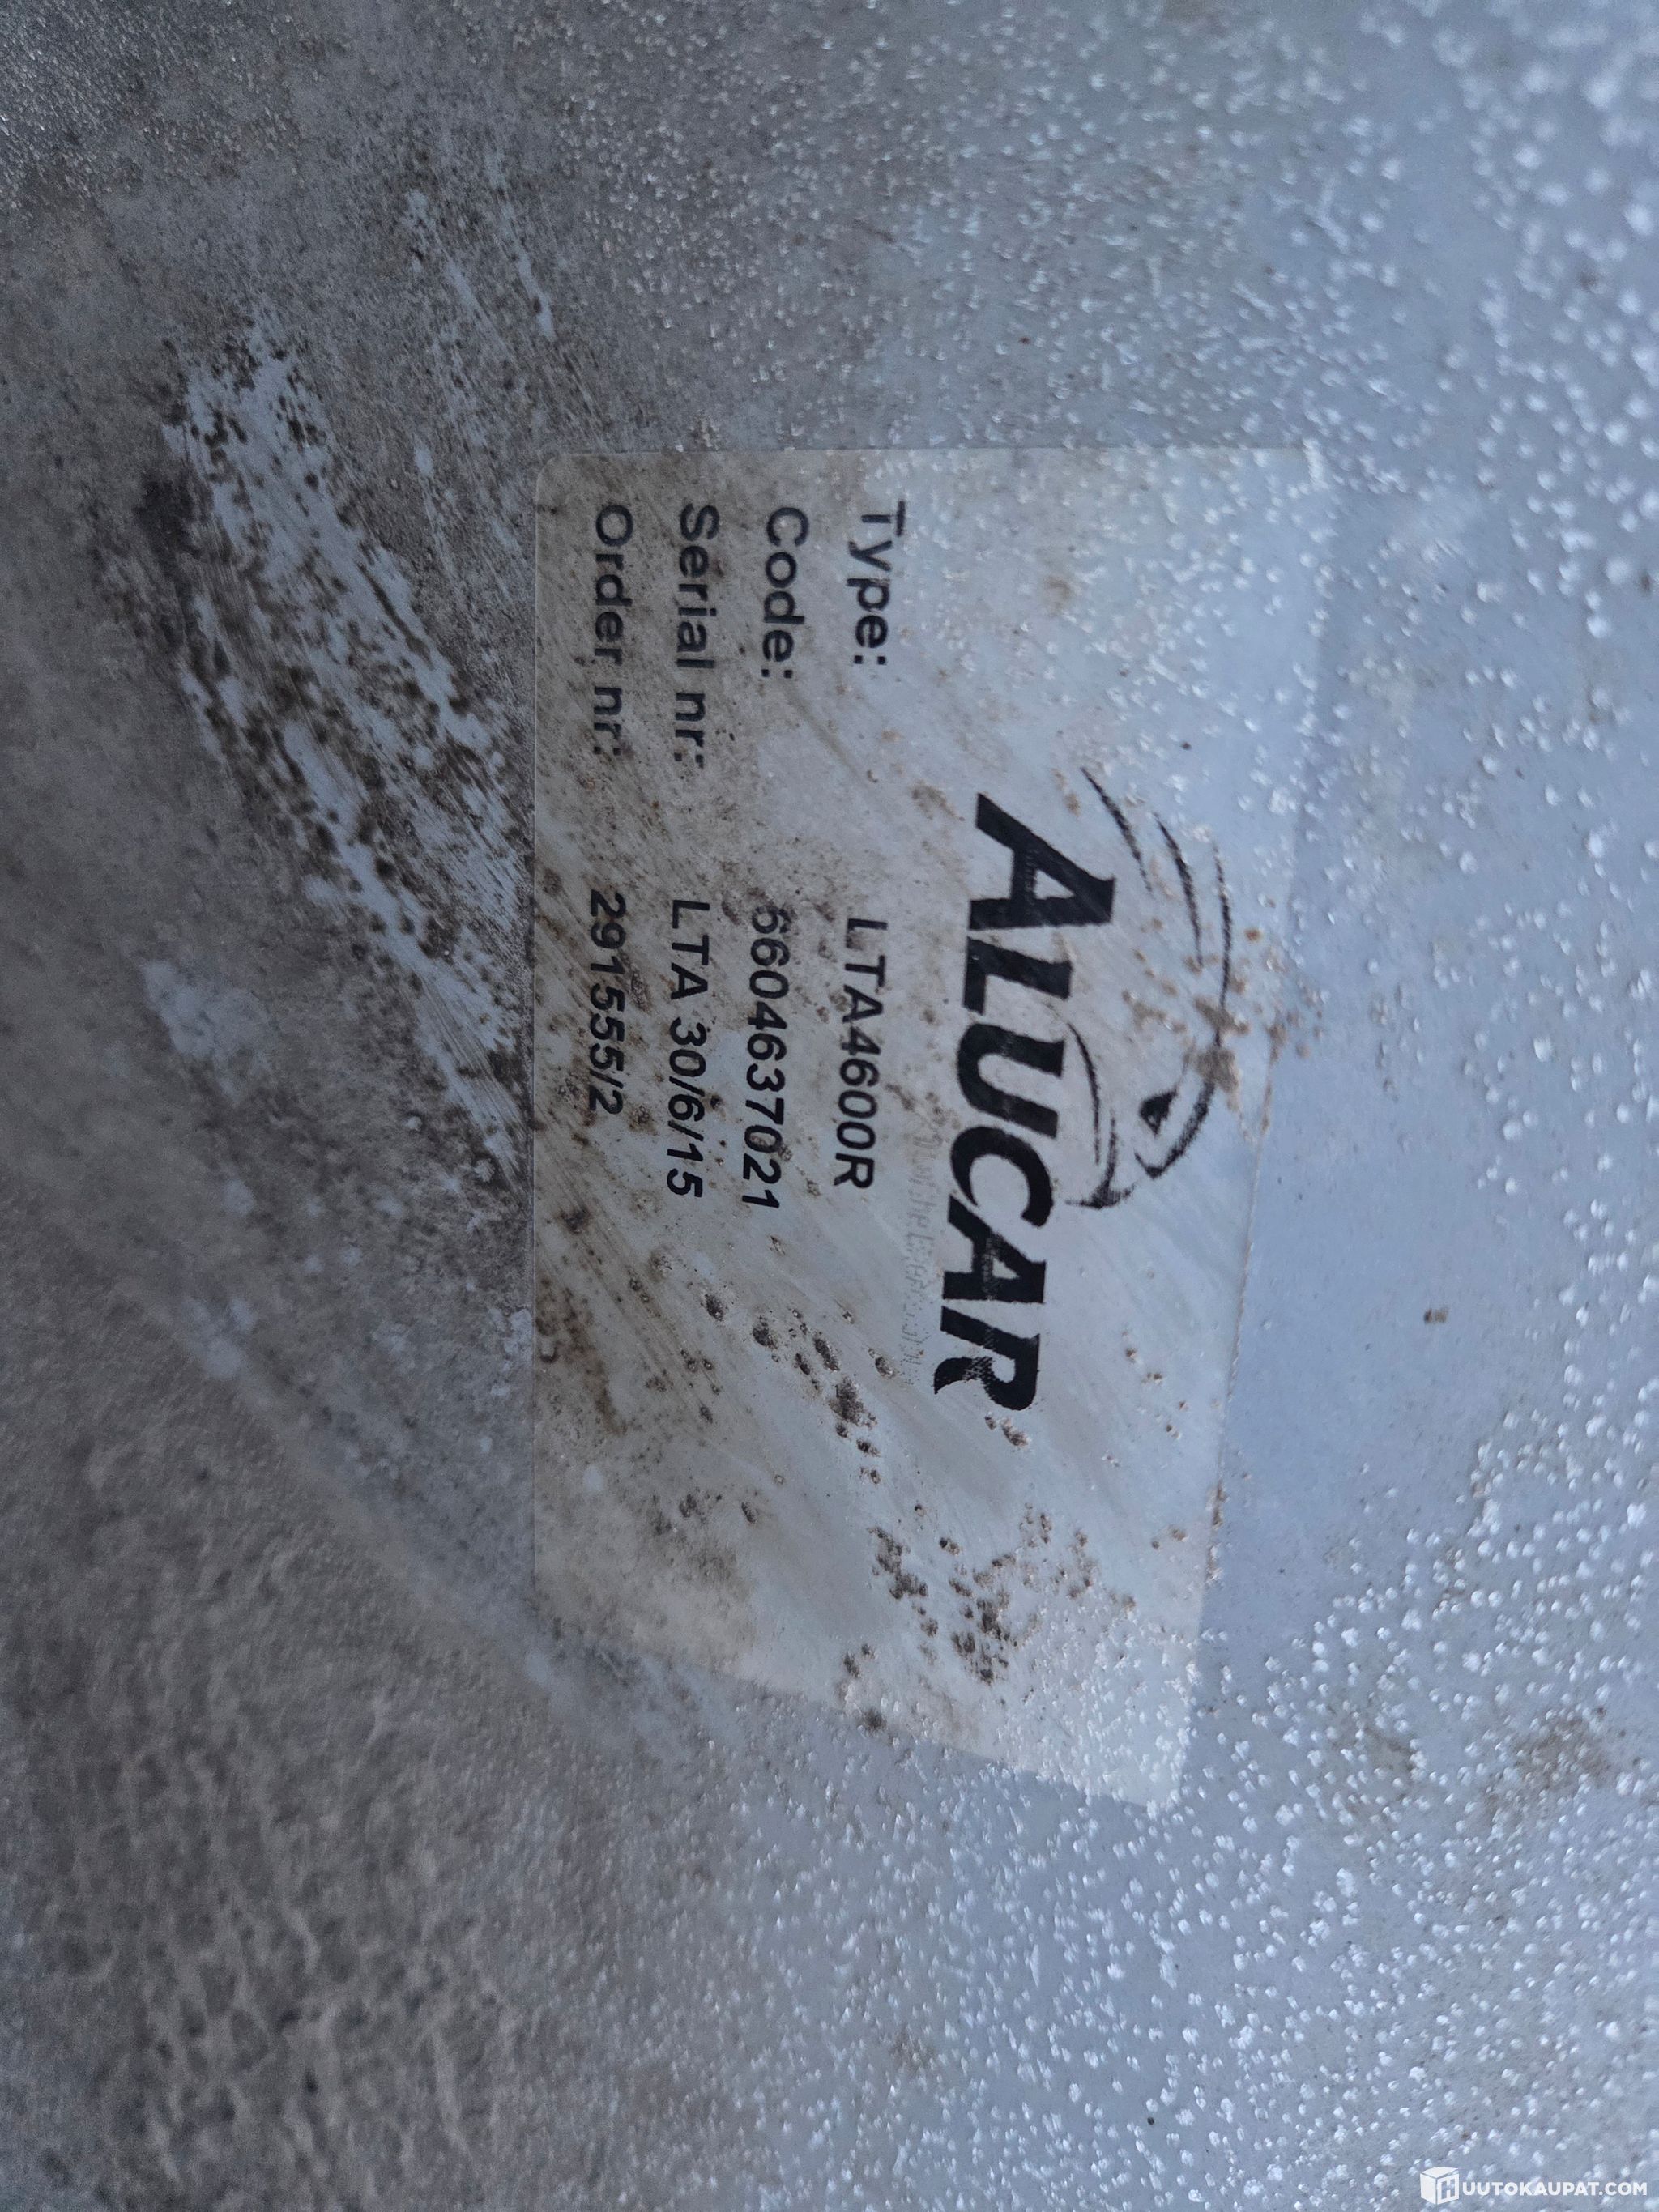 ALUCAR
Type: LTA4600R
Code: 6604637021
Serial nr: LTA 30/6/15
Order nr: 291555/2
HUUTOKAUPAT.COM